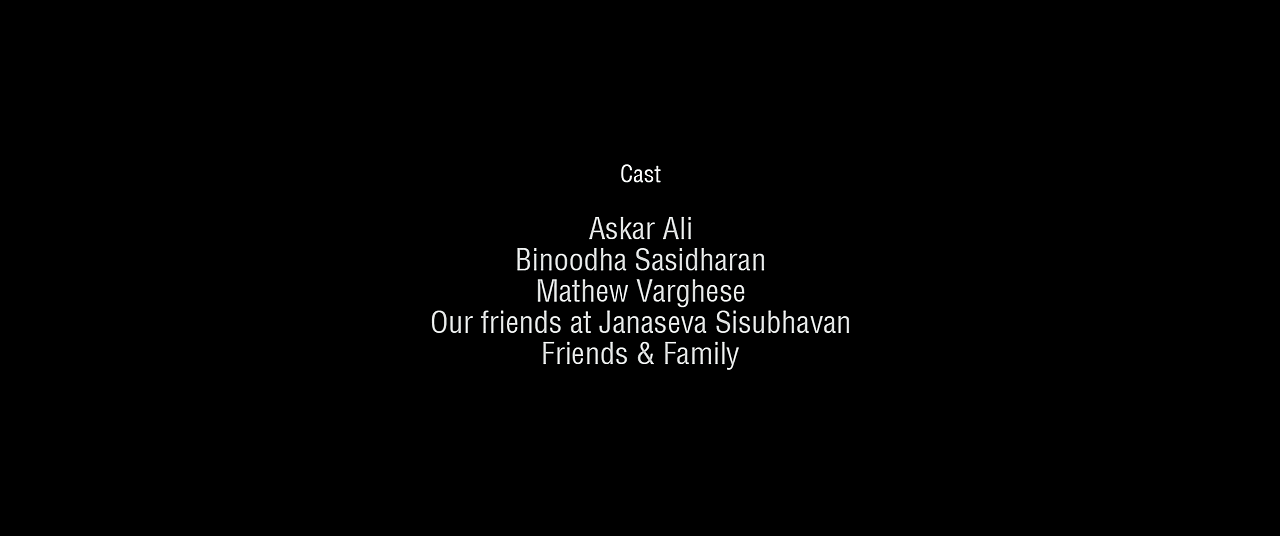 Cast
Askar Ali
Binoodha Sasidharan
Mathew Varghese
Our friends at Janaseva Sisubhavan
Friends & Family